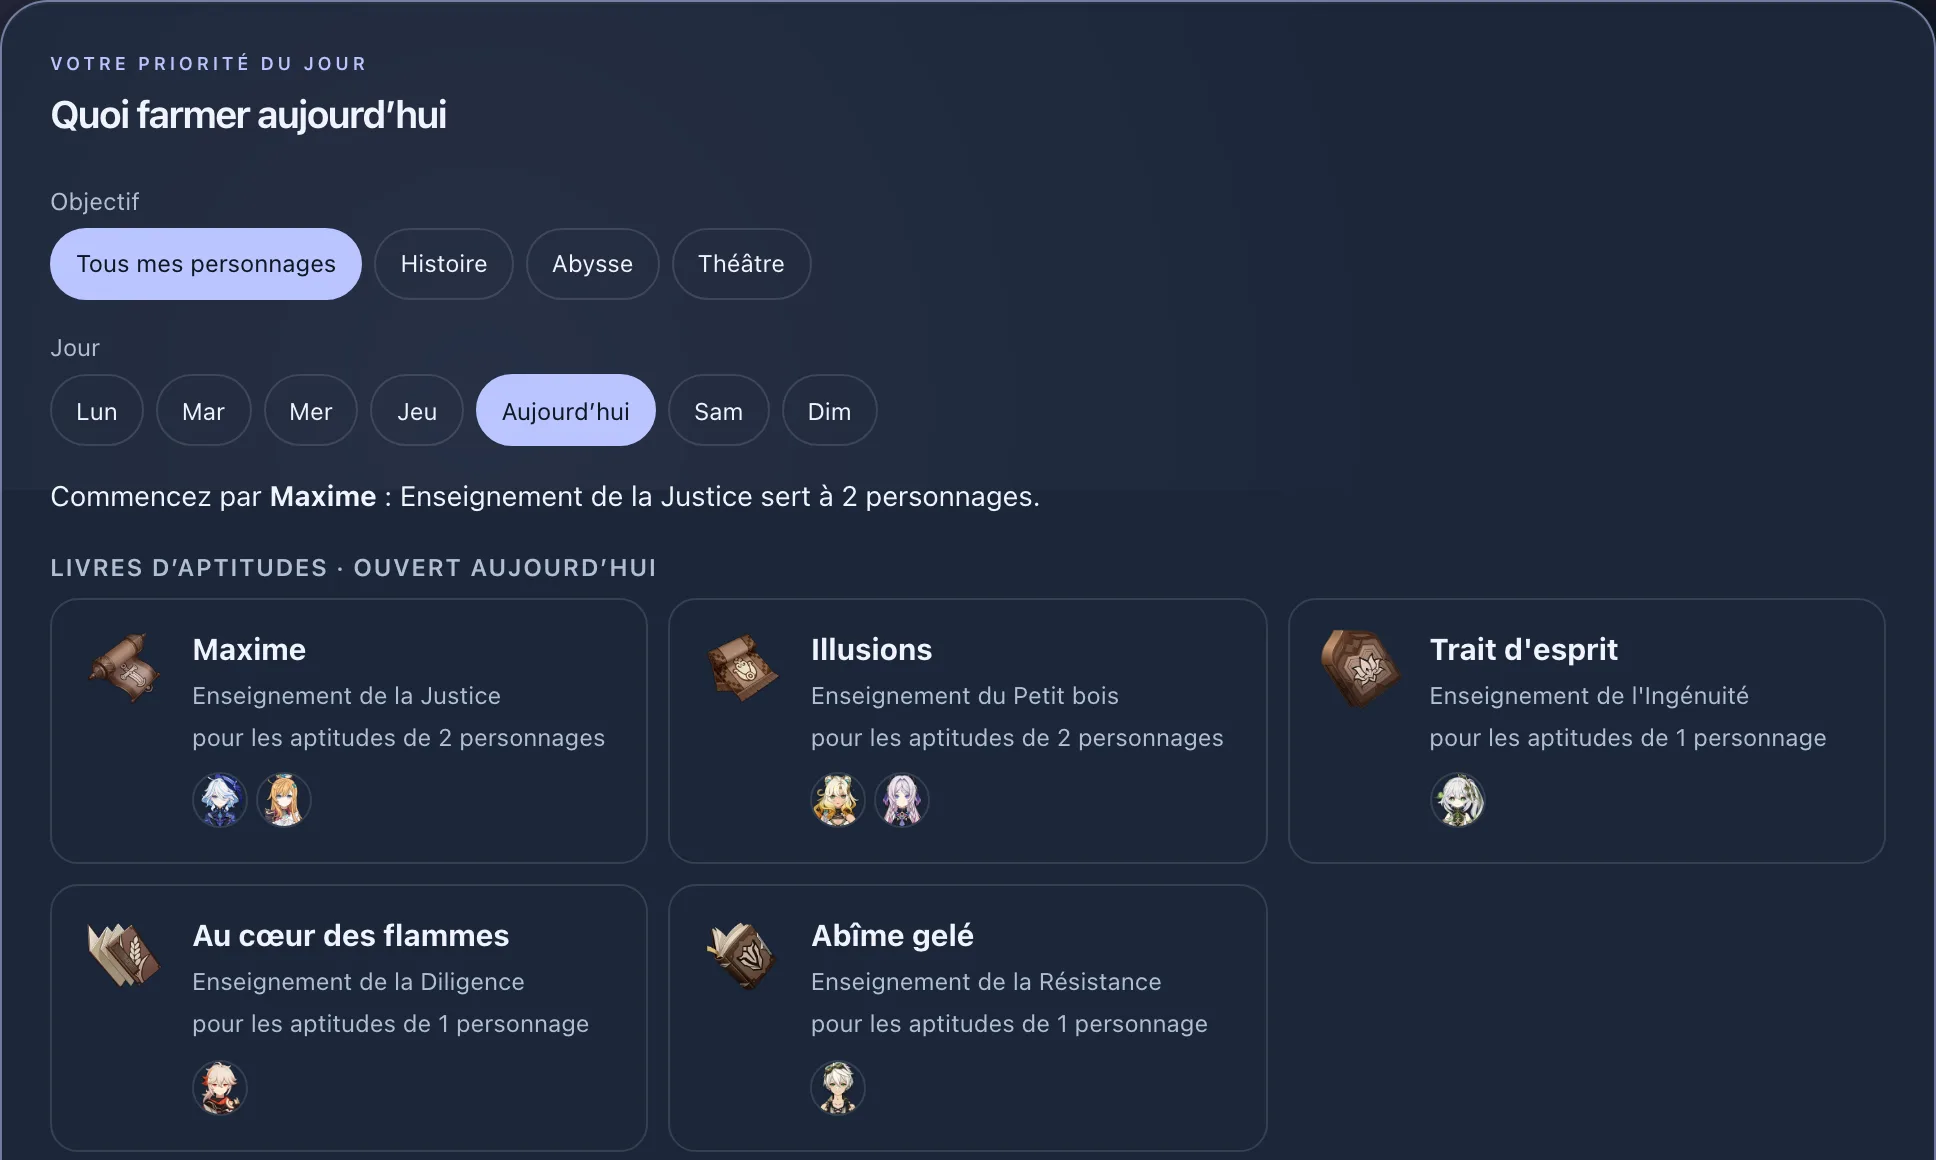 VOTRE PRIORITÉ DU JOUR
Quoi farmer aujourd’hui
Objectif
Tous mes personnages
Histoire
Abysse
Théâtre
Jour
Lun
Mar
Mer
Jeu
Aujourd’hui
Sam
Dim
Commencez par Maxime : Enseignement de la Justice sert à 2 personnages.
LIVRES D’APTITUDES · OUVERT AUJOURD’HUI
Maxime
Enseignement de la Justice
pour les aptitudes de 2 personnages
Illusions
Enseignement du Petit bois
pour les aptitudes de 2 personnages
Trait d'esprit
Enseignement de l'Ingénuité
pour les aptitudes de 1 personnage
Au cœur des flammes
Enseignement de la Diligence
pour les aptitudes de 1 personnage
Abîme gelé
Enseignement de la Résistance
pour les aptitudes de 1 personnage